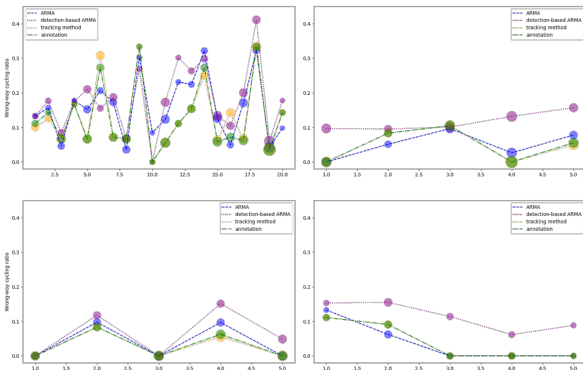 0.4
0.3
0.2
0.1
0.0
Wrong-way cycling ratio
ARMA
detection-based ARMA
tracking method
annotation
2.5 5.0 7.5 10.0 12.5 15.0 17.5 20.0
0.4
0.3
0.2
0.1
0.0
ARMA
detection-based ARMA
tracking method
annotation
1.0 1.5 2.0 2.5 3.0 3.5 4.0 4.5 5.0
0.4
0.3
0.2
0.1
0.0
Wrong-way cycling ratio
ARMA
detection-based ARMA
tracking method
annotation
1.0 1.5 2.0 2.5 3.0 3.5 4.0 4.5 5.0
0.4
0.3
0.2
0.1
0.0
ARMA
detection-based ARMA
tracking method
annotation
1.0 1.5 2.0 2.5 3.0 3.5 4.0 4.5 5.0